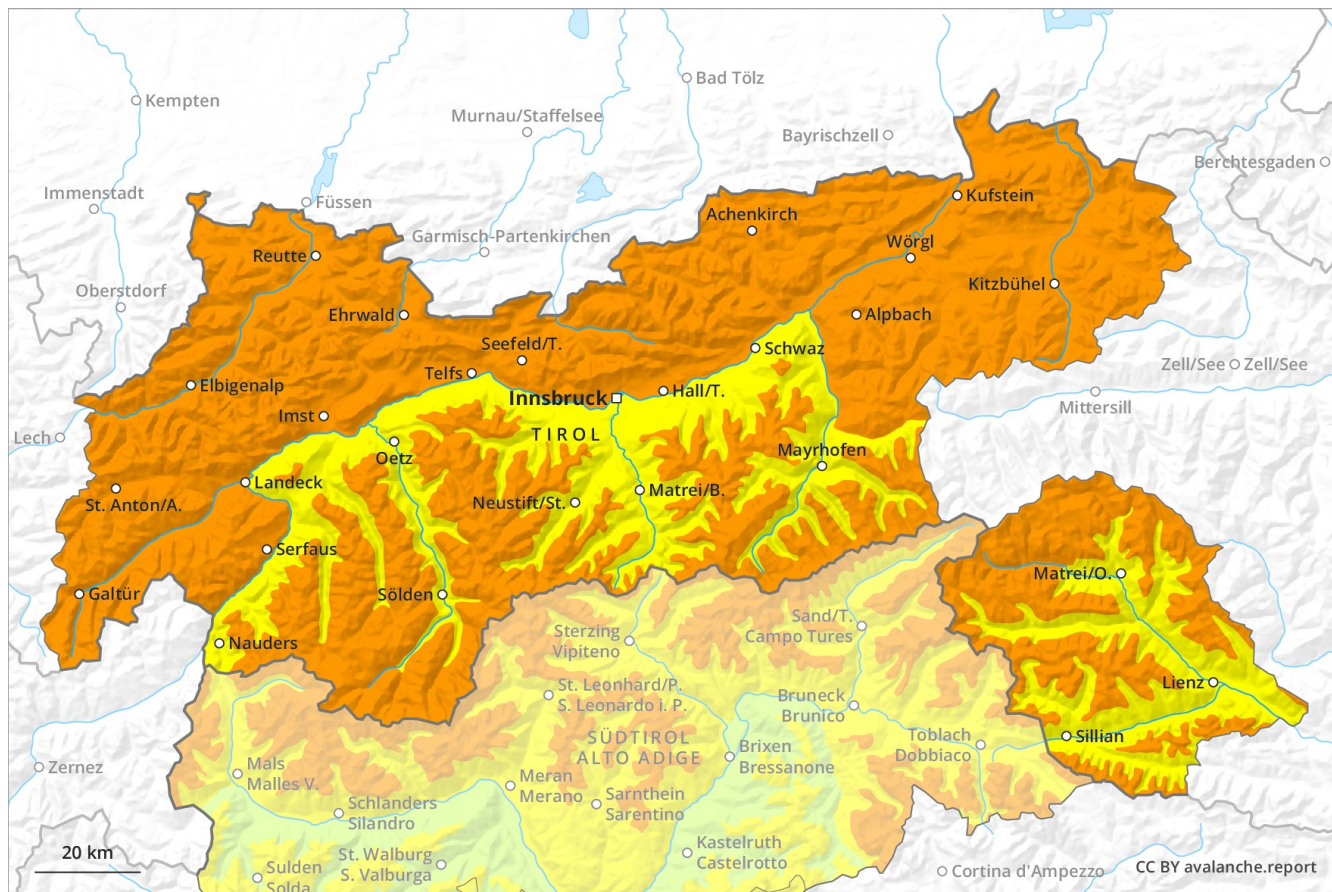 Bad Tölz
Kempten
Murnau/Staffelsee
Bayrischzell
Berchtesgaden
Immenstadt
Füssen
Kufstein
Achenkirch
Garmisch-Partenkirchen
Wörgl
Reutte
Kitzbühel
Oberstdorf
Ehrwald
Alpbach
Seefeld/T.
Schwaz
Zell/See
Zell/See
Telfs
Elbigenalp
Innsbruck
Hall/T.
Mittersill
Imst
TIROL
Lech
Mayrhofen
Oetz
Landeck
St. Anton/A.
Neustift/St.
Matrei/B.
Serfaus
Matrei/O.
Galtür
Sölden
Sand/T.
Campo Tures
Sterzing
Vipiteno
Nauders
Lienz
St. Leonhard/P.
S. Leonardo i. P.
Bruneck
Brunico
SÜDTIROL
ALTO ADIGE
Toblach
Dobbiaco
Sillian
Brixen
Bressanone
Zernez
Mals
Malles V.
Meran
Merano
Sarnthein
Sarentino
Schlanders
Silandro
Kastelruth
Castelrotto
20 km
St. Walburg
S. Valburga
Sulden
Solda
Cortina d'Ampezzo
CC BY avalanche.report